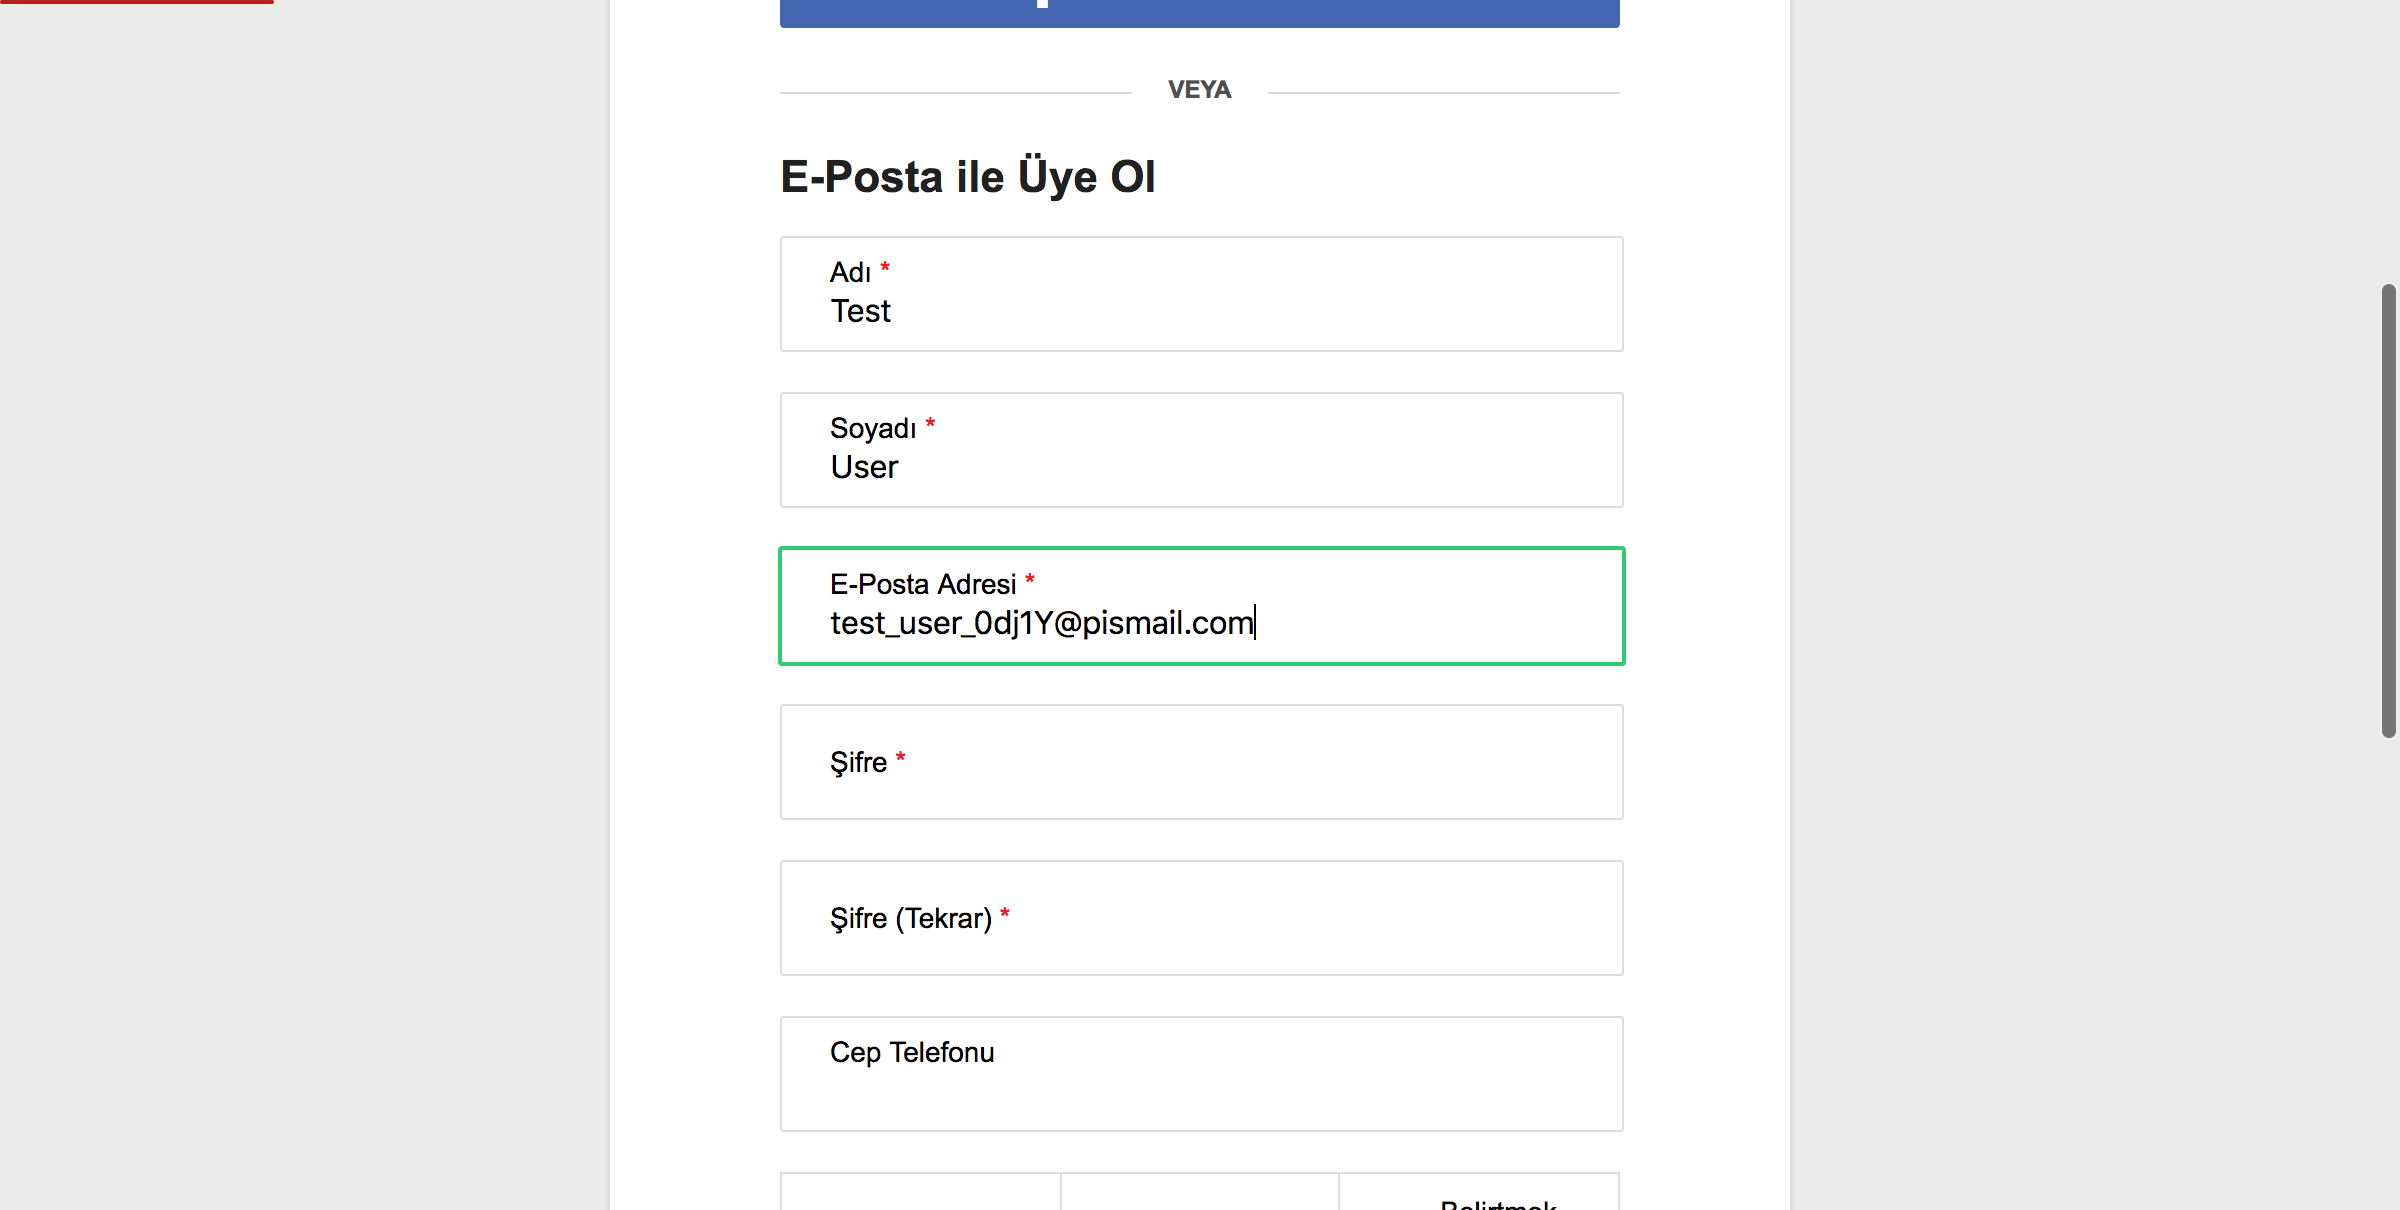 VEYA
E-Posta ile Üye Ol
Adı *
Test
Soyadı *
User
E-Posta Adresi *
test_user_0dj1Y@pismail.com
Şifre *
Şifre (Tekrar) *
Cep Telefonu
Belirtmek